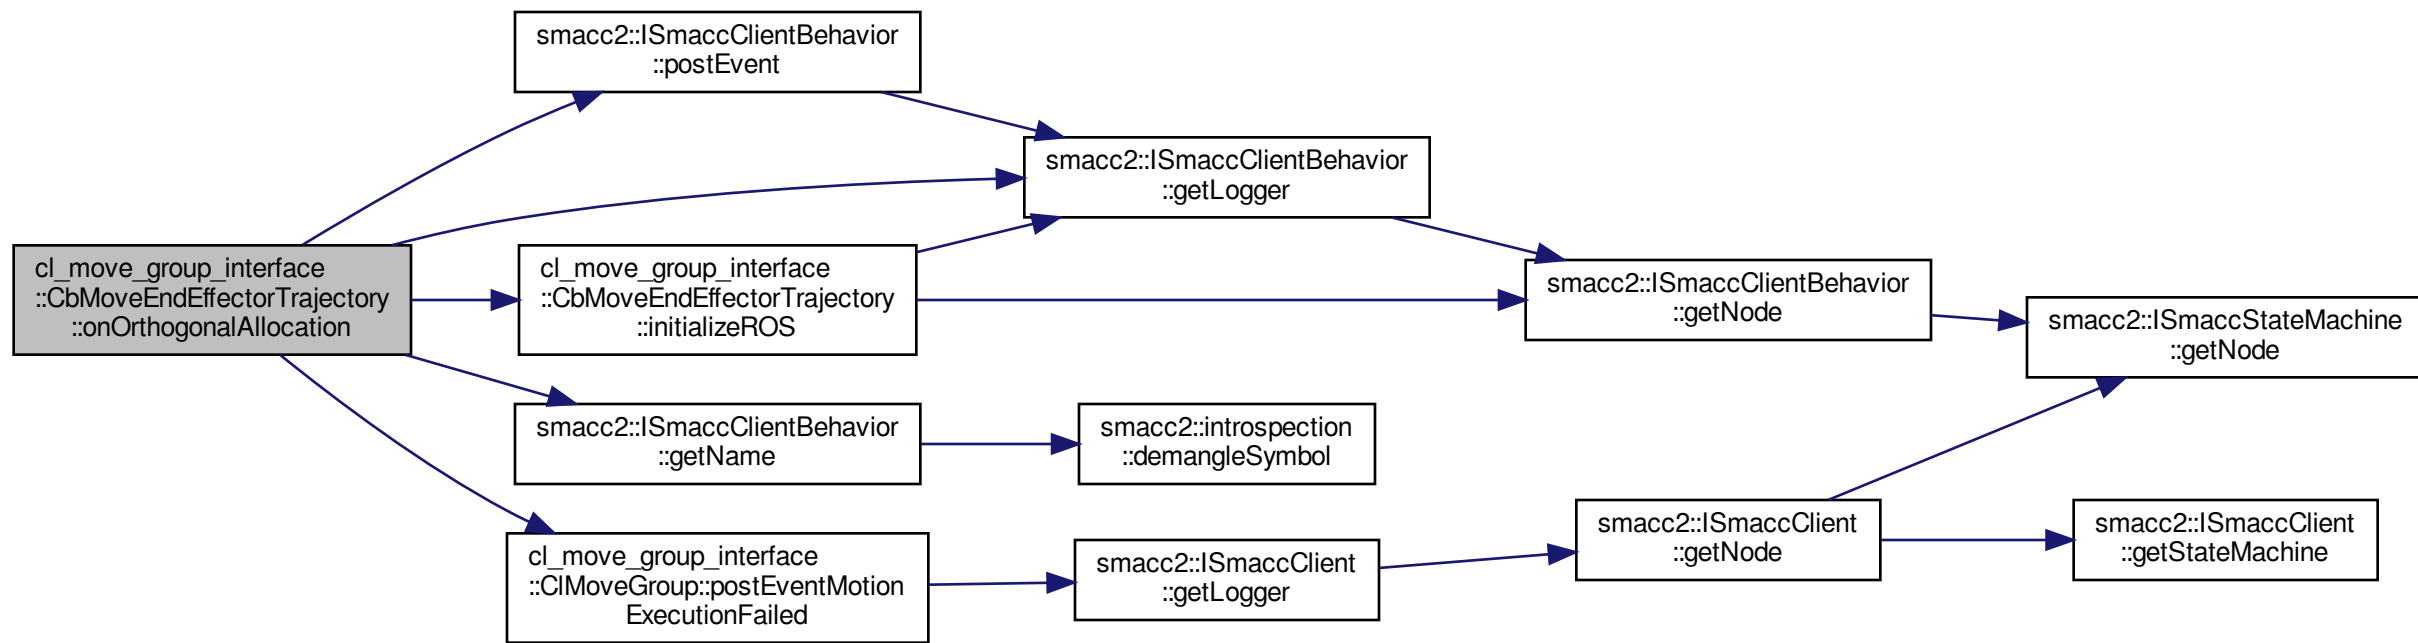 smacc2::ISmaccClientBehavior
::postEvent
smacc2::ISmaccClientBehavior
::getLogger
cl_move_group_interface
::CbMoveEndEffectorTrajectory
::onOrthogonalAllocation
cl_move_group_interface
::CbMoveEndEffectorTrajectory
::initializeROS
smacc2::ISmaccClientBehavior
::getNode
smacc2::ISmaccStateMachine
::getNode
smacc2::ISmaccClientBehavior
::getName
smacc2::introspection
::demangleSymbol
cl_move_group_interface
::ClMoveGroup::postEventMotion
ExecutionFailed
smacc2::ISmaccClient
::getLogger
smacc2::ISmaccClient
::getNode
smacc2::ISmaccClient
::getStateMachine